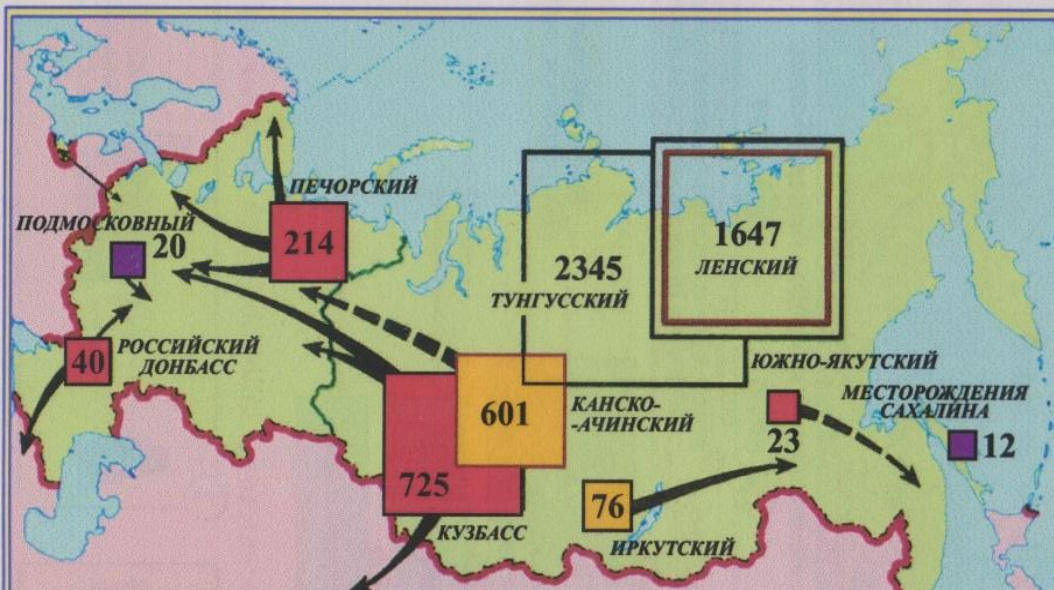 ПЕЧОРСКИЙ
214
ПОДМОСКОВНЫЙ
20
1647
ЛЕНСКИЙ
2345
ТУНГУССКИЙ
40
РОССИЙСКИЙ
ДОНБАСС
ЮЖНО-ЯКУТСКИЙ
23
МЕСТОРОЖДЕНИЯ
САХАЛИНА
12
601
КАНСКО-
-АЧИНСКИЙ
725
КУЗБАСС
76
ИРКУТСКИЙ